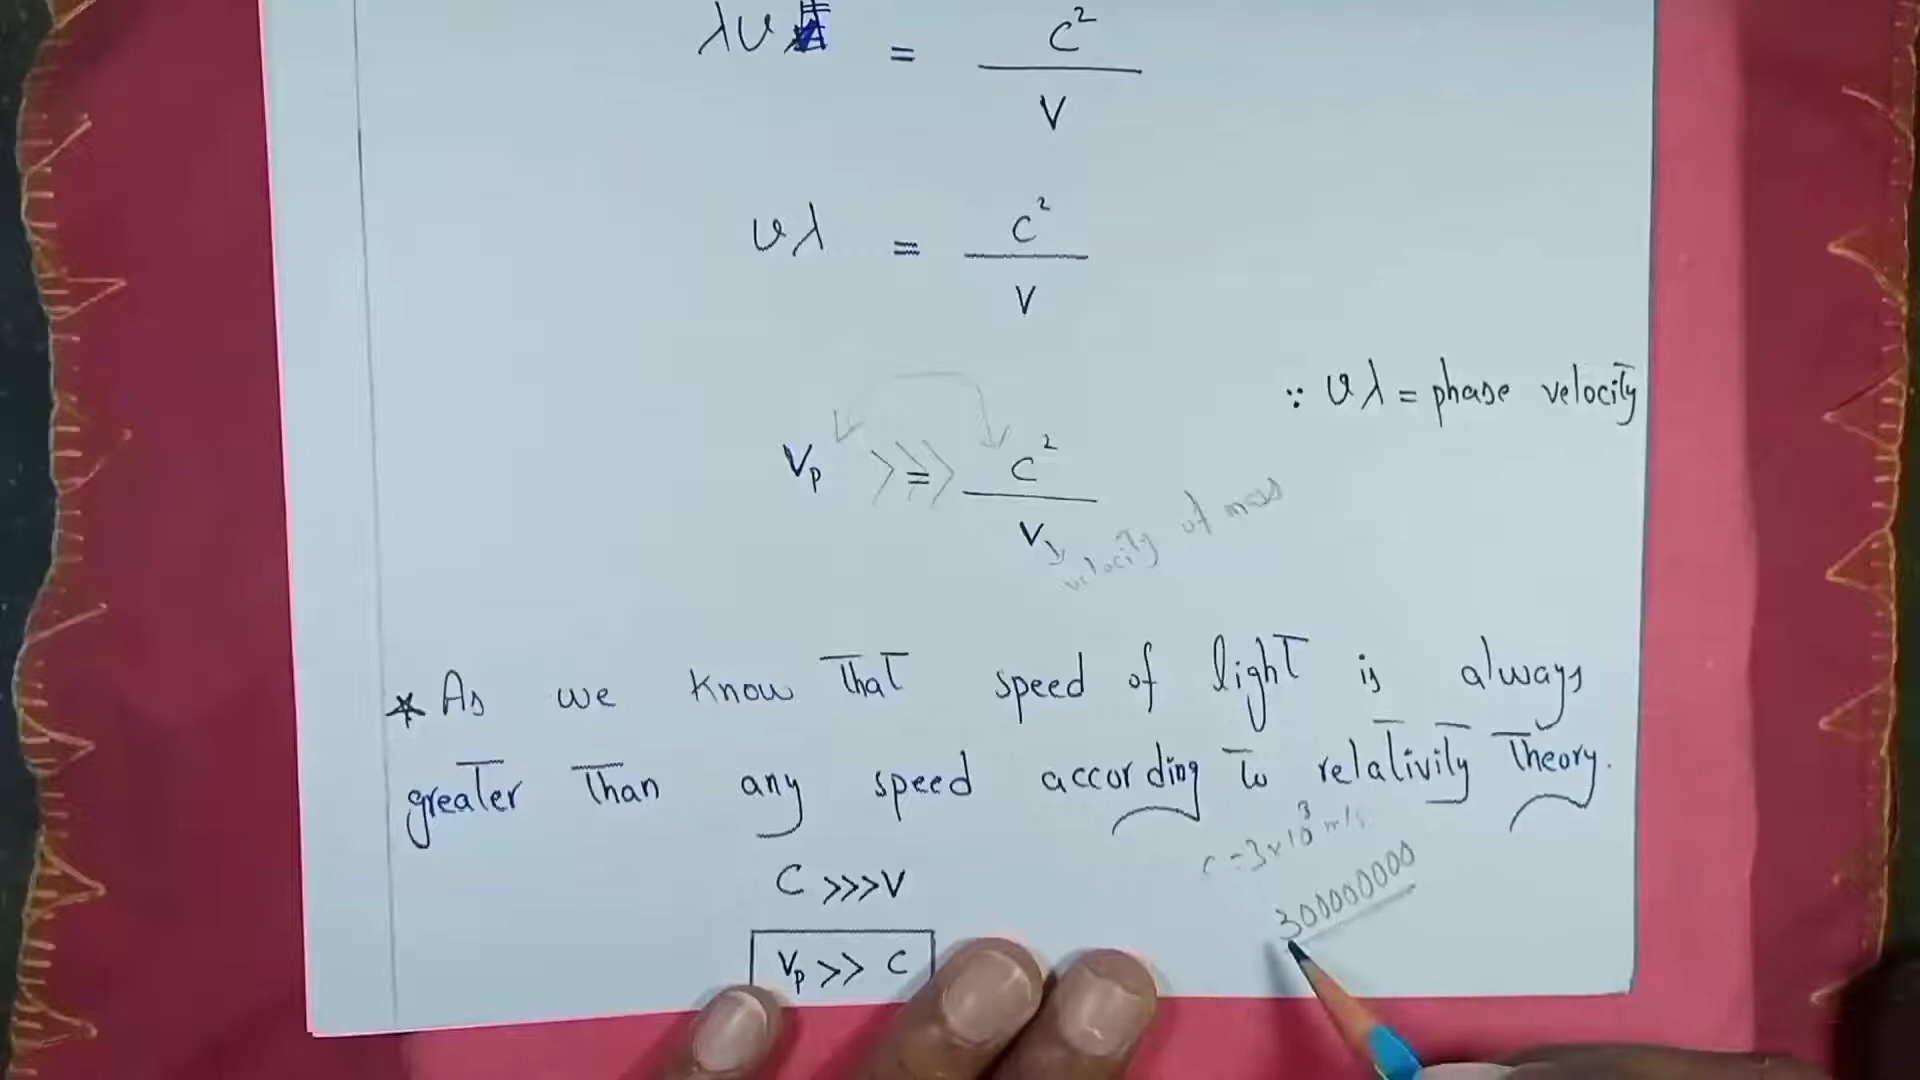 λυ = c² / V
υλ = c² / V
∵ υλ = phase velocity
Vp >=> c² / V
velocity of mass
* As we know that speed of light is always
greater than any speed according to relativity theory.
c = 3×10³ m/s
C >>> V
300000000
Vp >> C